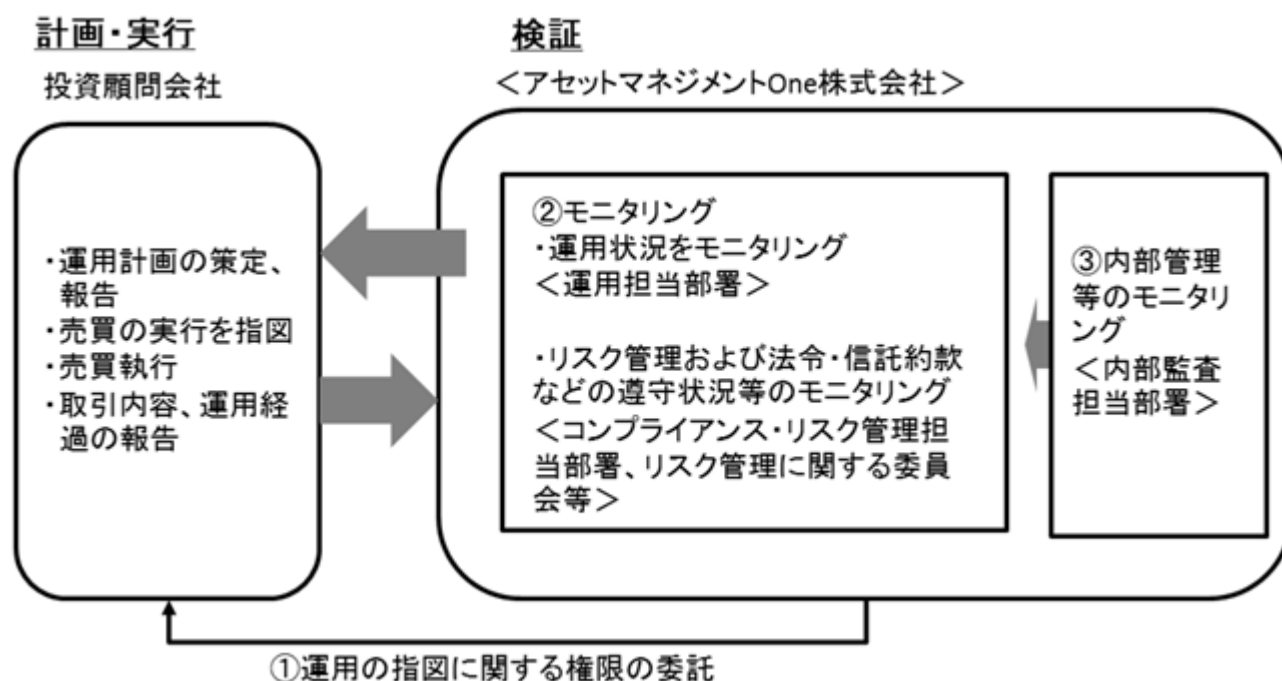 計画・実行
投資顧問会社
・運用計画の策定、
報告
・売買の実行を指図
・売買執行
・取引内容、運用経
過の報告
検証
＜アセットマネジメントOne株式会社＞
②モニタリング
・運用状況をモニタリング
＜運用担当部署＞
・リスク管理および法令・信託約款
などの遵守状況等のモニタリング
＜コンプライアンス・リスク管理担
当部署、リスク管理に関する委員
会等＞
③内部管理
等のモニタリ
ング
＜内部監査
担当部署＞
①運用の指図に関する権限の委託